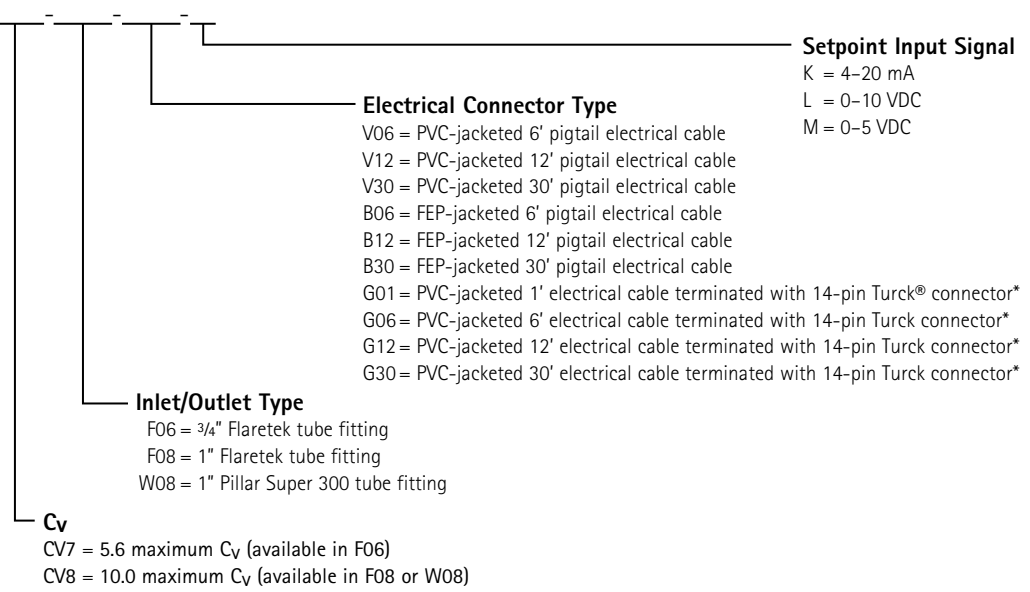 Setpoint Input Signal
K = 4–20 mA
L = 0–10 VDC
M = 0–5 VDC
Electrical Connector Type
V06 = PVC-jacketed 6' pigtail electrical cable
V12 = PVC-jacketed 12' pigtail electrical cable
V30 = PVC-jacketed 30' pigtail electrical cable
B06 = FEP-jacketed 6' pigtail electrical cable
B12 = FEP-jacketed 12' pigtail electrical cable
B30 = FEP-jacketed 30' pigtail electrical cable
G01 = PVC-jacketed 1' electrical cable terminated with 14-pin Turck® connector*
G06 = PVC-jacketed 6' electrical cable terminated with 14-pin Turck connector*
G12 = PVC-jacketed 12' electrical cable terminated with 14-pin Turck connector*
G30 = PVC-jacketed 30' electrical cable terminated with 14-pin Turck connector*
Inlet/Outlet Type
F06 = 3/4" Flaretek tube fitting
F08 = 1" Flaretek tube fitting
W08 = 1" Pillar Super 300 tube fitting
Cv
CV7 = 5.6 maximum Cv (available in F06)
CV8 = 10.0 maximum Cv (available in F08 or W08)